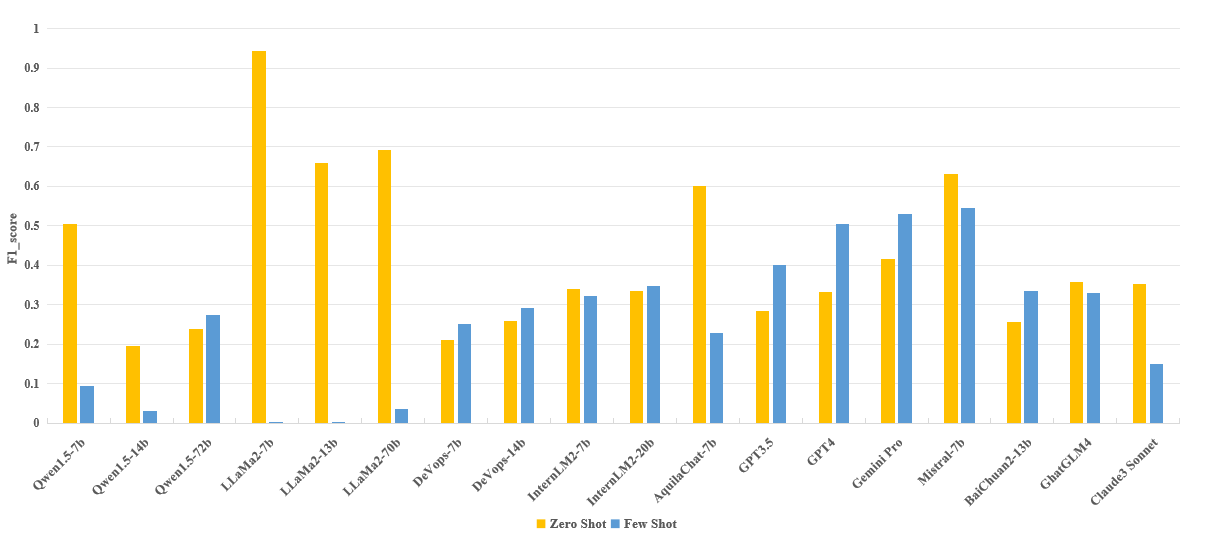 1
0.9
0.8
0.7
0.6
0.5
0.4
0.3
0.2
0.1
0
F1_score
Qwen1.5-7b
Qwen1.5-14b
Qwen1.5-72b
LLaMa2-7b
LLaMa2-13b
LLaMa2-70b
DeVops-7b
DeVops-14b
InternLM2-7b
InternLM2-20b
AquilaChat-7b
GPT3.5
GPT4
Gemini Pro
Mistral-7b
BaiChuan2-13b
GhatGLM4
Claude3 Sonnet
Zero Shot Few Shot